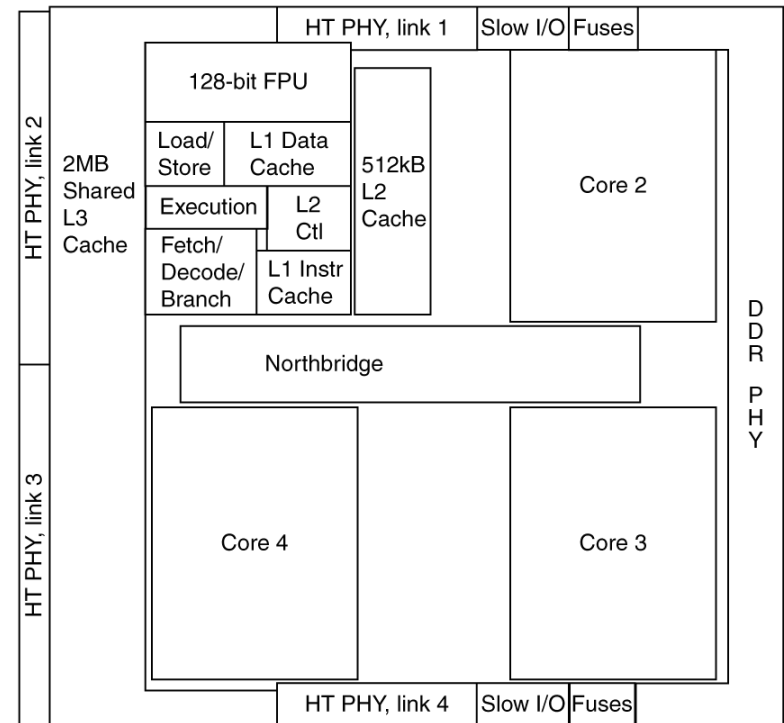 HT PHY, link 1
Slow I/O
Fuses
HT PHY, link 2
2MB
Shared
L3
Cache
128-bit FPU
Load/
Store
L1 Data
Cache
Execution
L2
Ctl
Fetch/
Decode/
Branch
L1 Instr
Cache
512kB
L2
Cache
Core 2
Northbridge
D
D
R
P
H
Y
HT PHY, link 3
Core 4
Core 3
HT PHY, link 4
Slow I/O
Fuses